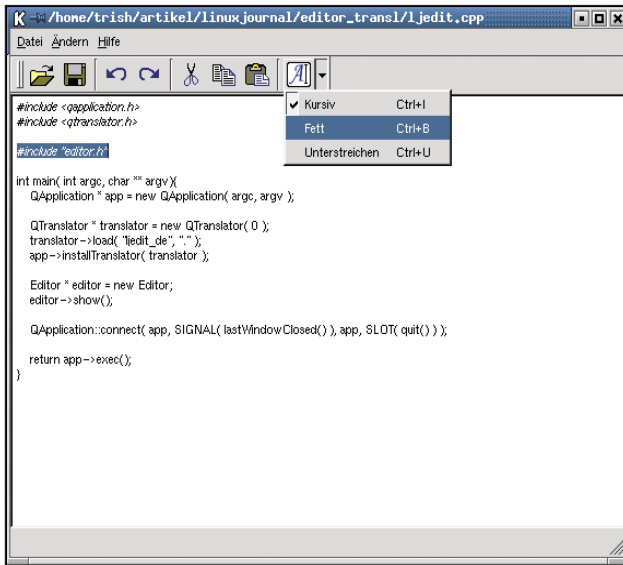 /home/trish/artikel/linuxjournal/editor_transl/ljedit.cpp
Datei Ändern Hilfe
Kursiv Ctrl+I
Fett Ctrl+B
Unterstreichen Ctrl+U
#include <qapplication.h>
#include <qtranslator.h>
#include "editor.h"
int main( int argc, char ** argv){
QApplication * app = new QApplication( argc, argv );
QTranslator * translator = new QTranslator( 0 );
translator->load( "ljedit_de", "." );
app->installTranslator( translator );
Editor * editor = new Editor;
editor->show();
QApplication::connect( app, SIGNAL( lastWindowClosed() ), app, SLOT( quit() ) );
return app->exec();
}